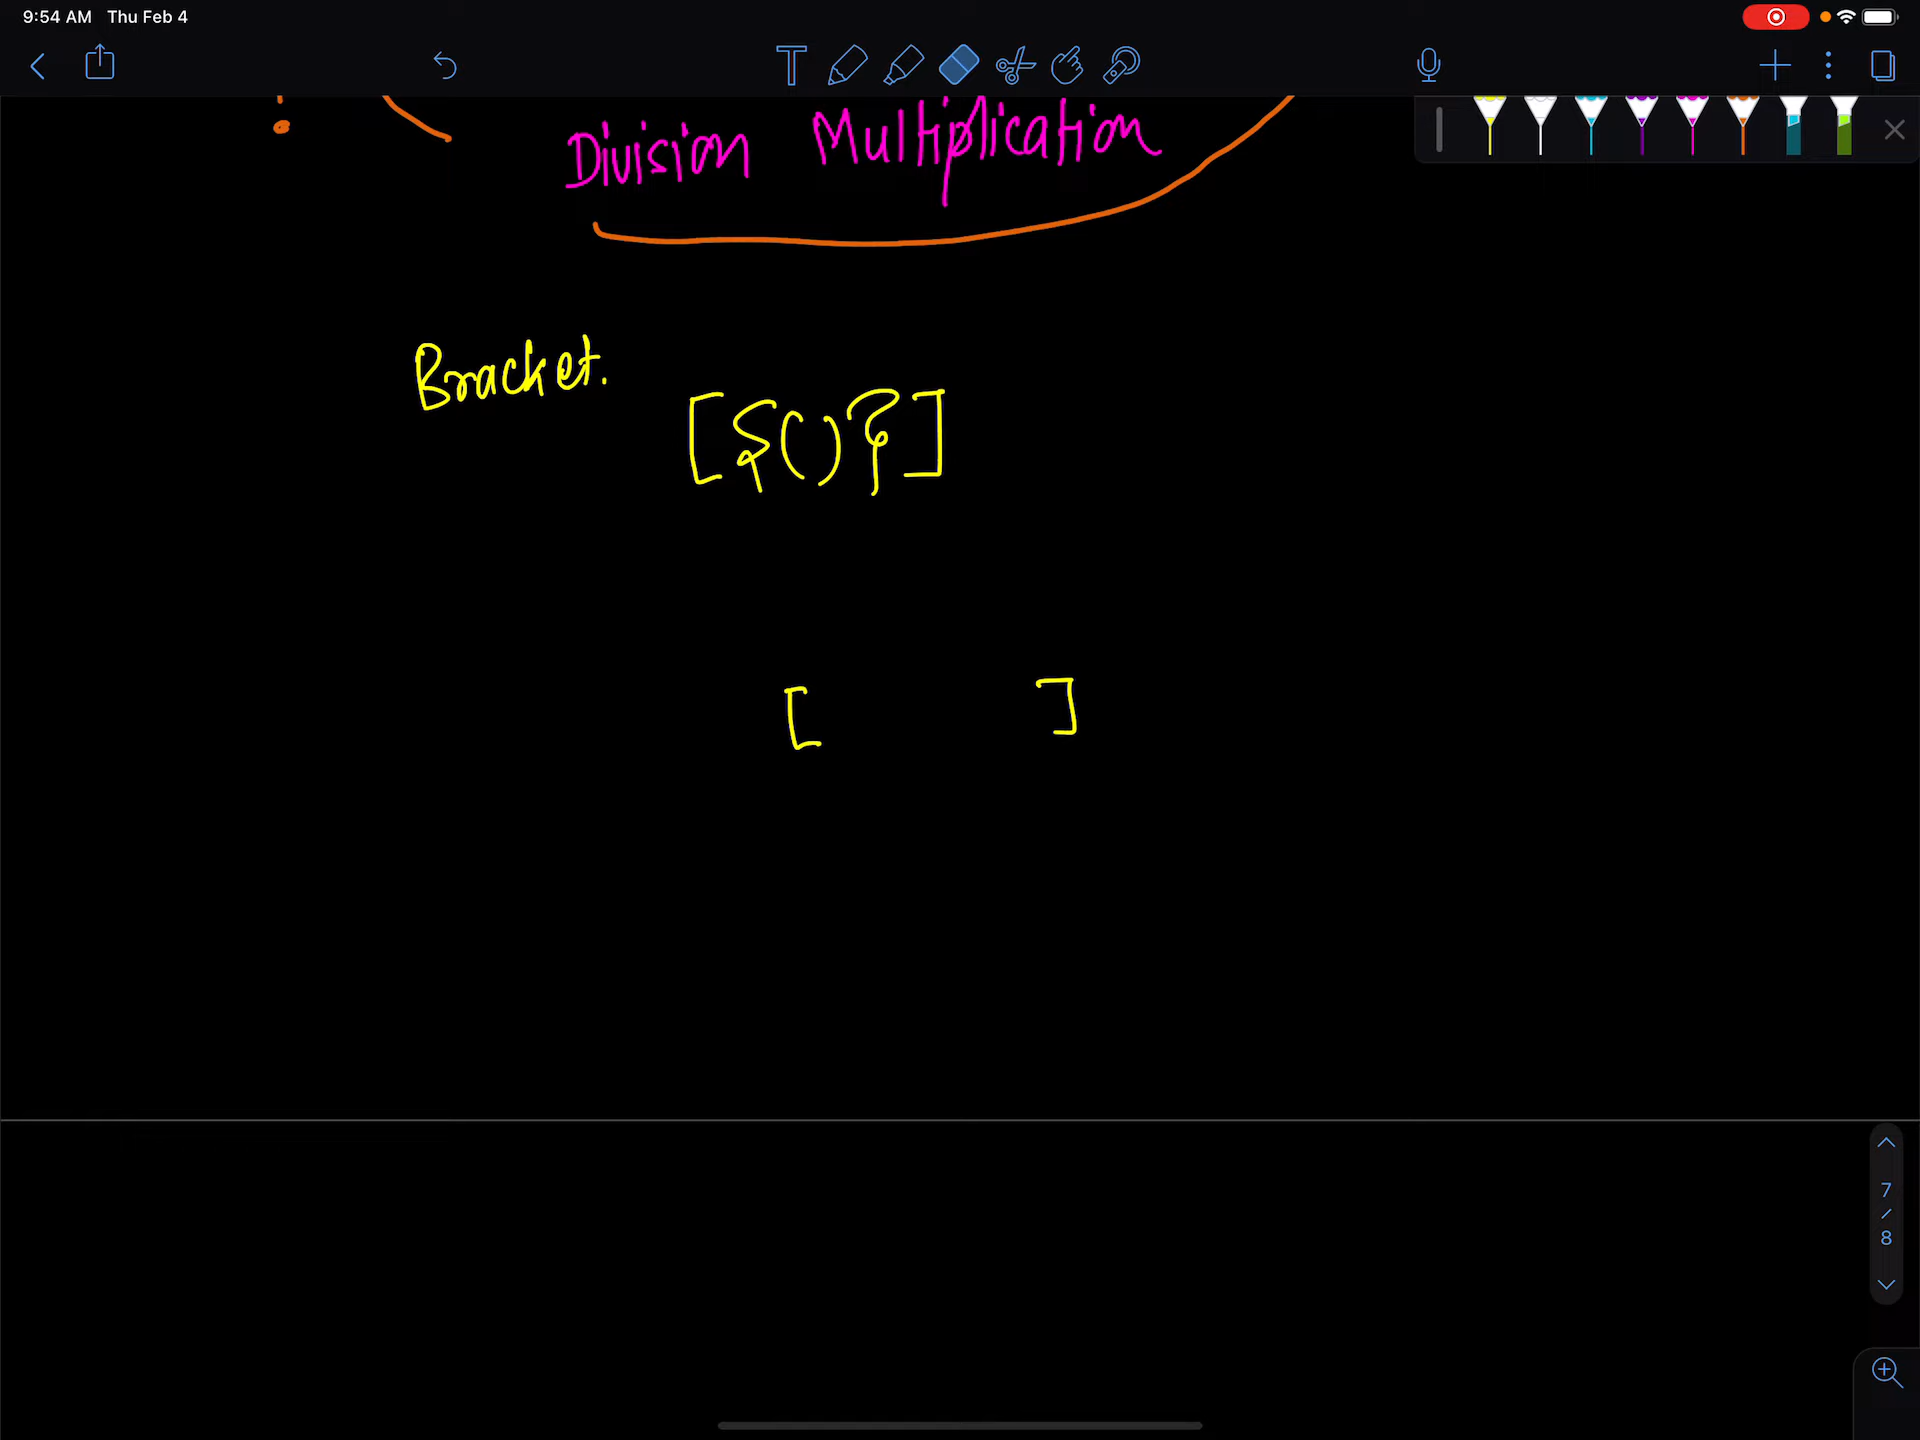 9:54 AM Thu Feb 4
T
Division Multiplication
Bracket.
[{()}]
[ ]
7
/
8